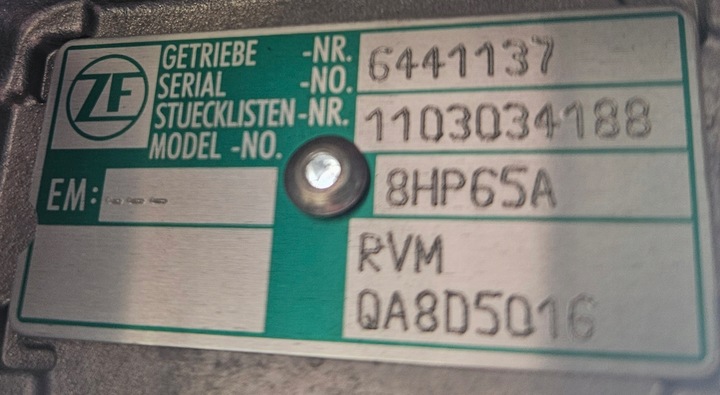 ZF
GETRIEBE -NR. 6441137
SERIAL -NO.
STUECKLISTEN-NR. 1103034188
MODEL -NO.
EM: --- 8HP65A
RVM
QA8D5016